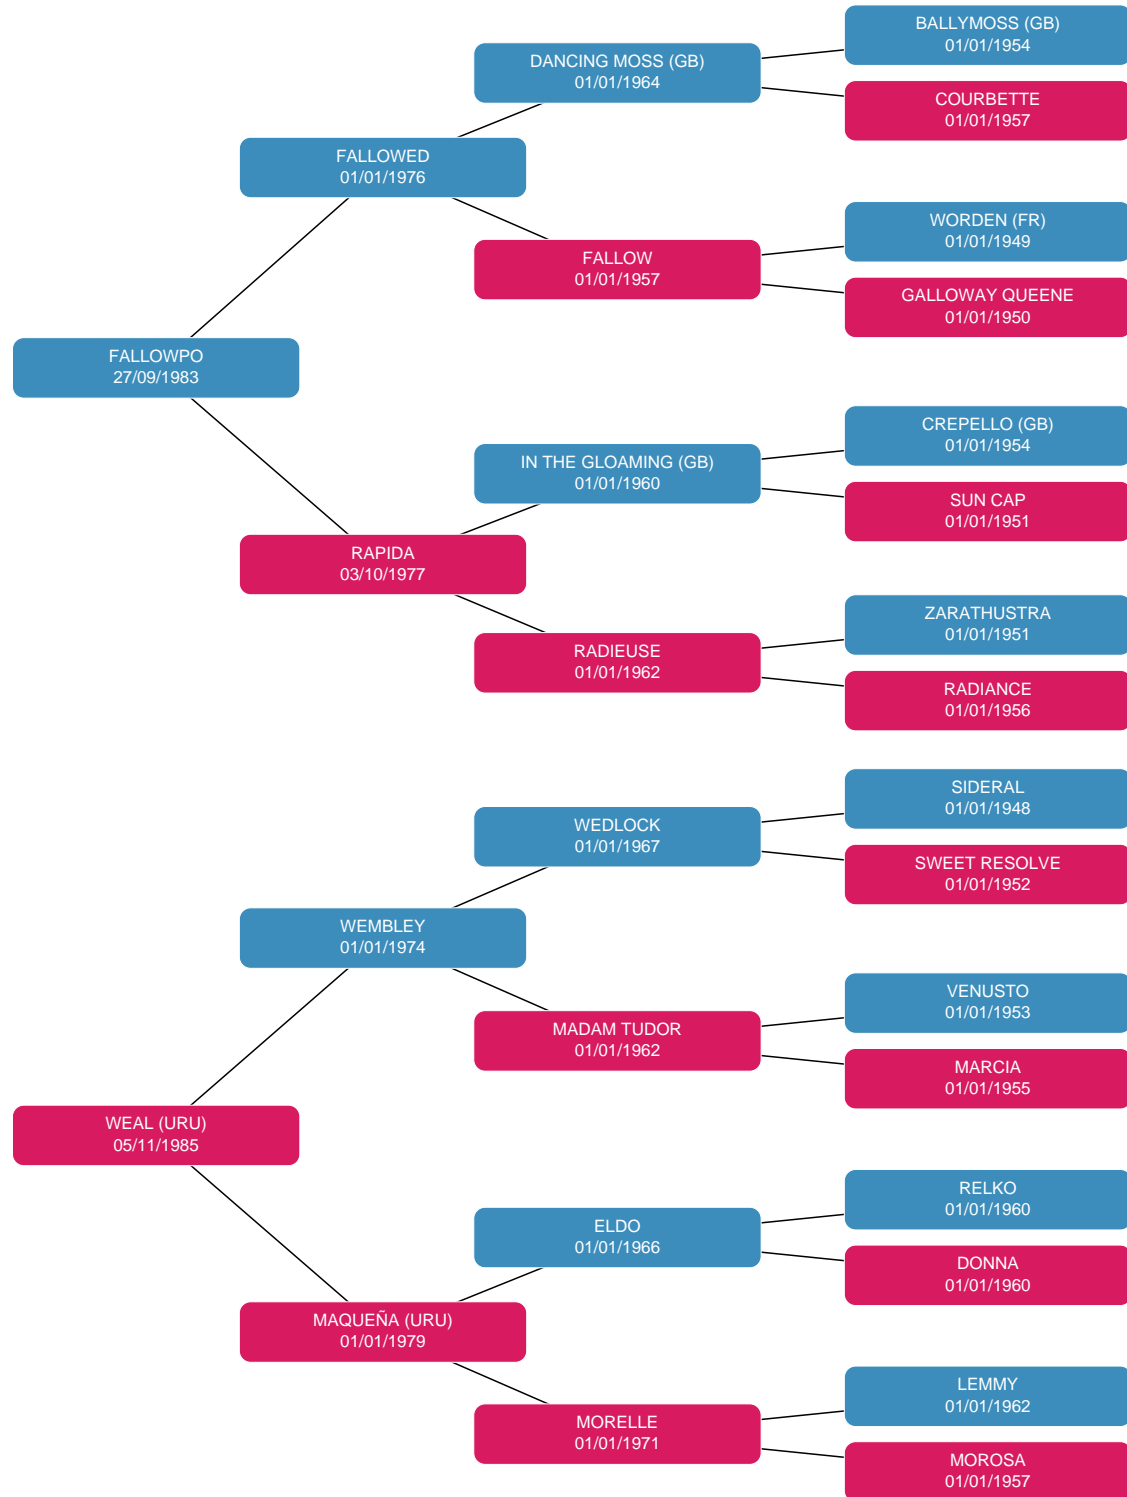 BALLYMOSS (GB)
01/01/1954
DANCING MOSS (GB)
01/01/1964
COURBETTE
01/01/1957
FALLOWED
01/01/1976
WORDEN (FR)
01/01/1949
FALLOW
01/01/1957
GALLOWAY QUEENE
01/01/1950
FALLOWPO
27/09/1983
CREPELLO (GB)
01/01/1954
IN THE GLOAMING (GB)
01/01/1960
SUN CAP
01/01/1951
RAPIDA
03/10/1977
ZARATHUSTRA
01/01/1951
RADIEUSE
01/01/1962
RADIANCE
01/01/1956
SIDERAL
01/01/1948
WEDLOCK
01/01/1967
SWEET RESOLVE
01/01/1952
WEMBLEY
01/01/1974
VENUSTO
01/01/1953
MADAM TUDOR
01/01/1962
MARCIA
01/01/1955
WEAL (URU)
05/11/1985
RELKO
01/01/1960
ELDO
01/01/1966
DONNA
01/01/1960
MAQUEÑA (URU)
01/01/1979
LEMMY
01/01/1962
MORELLE
01/01/1971
MOROSA
01/01/1957